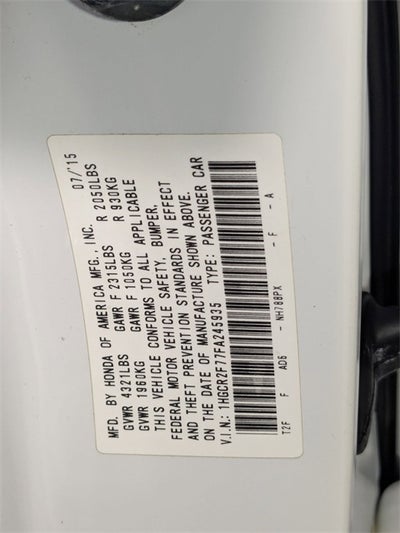 MFD. BY HONDA OF AMERICA MFG., INC. 07/'15
GVWR 4321LBS GAWR F 2315LBS R 2050LBS
GVWR 1960KG GAWR F 1050KG R 930KG
THIS VEHICLE CONFORMS TO ALL APPLICABLE
FEDERAL MOTOR VEHICLE SAFETY, BUMPER,
AND THEFT PREVENTION STANDARDS IN EFFECT
ON THE DATE OF MANUFACTURE SHOWN ABOVE.
V.I.N.: 1HGCR2F77FA245935 TYPE: PASSENGER CAR
T2F F AD6 - NH788PX - F - A